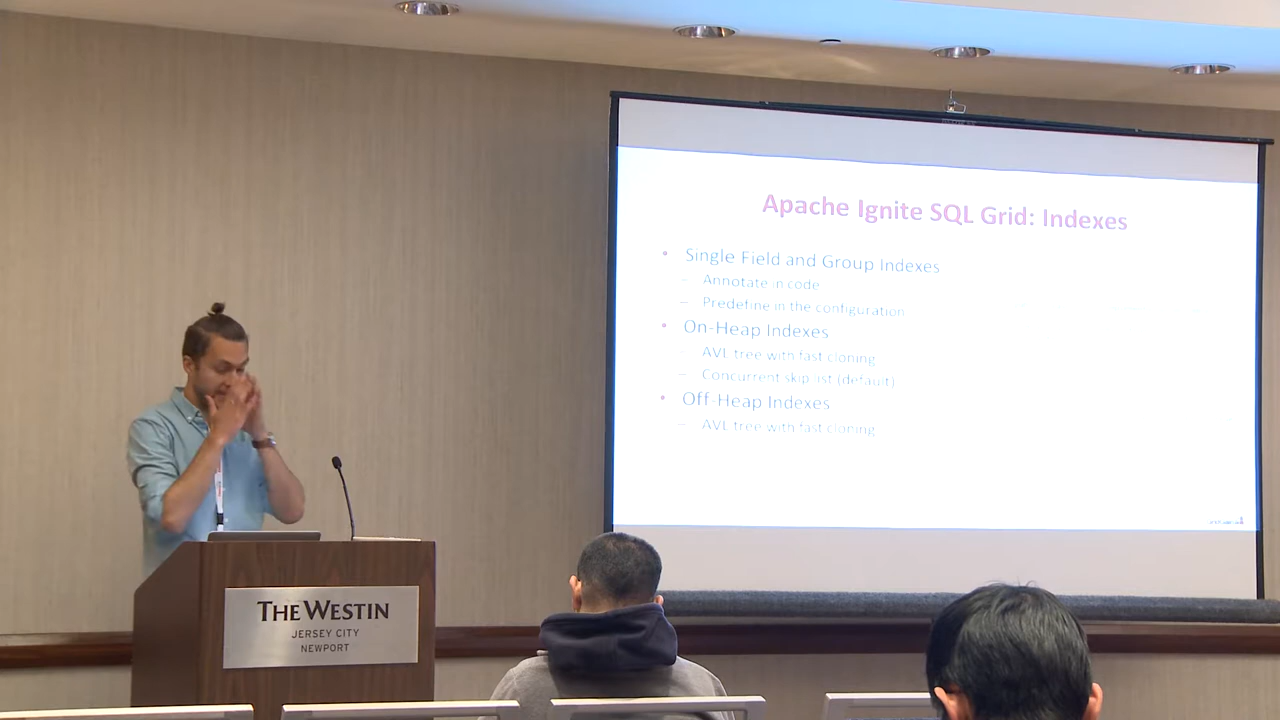 Apache Ignite SQL Grid: Indexes
• Single Field and Group Indexes
– Annotate in code
– Predefine in the configuration
• On-Heap Indexes
– AVL tree with fast cloning
– Concurrent skip list (default)
• Off-Heap Indexes
– AVL tree with fast cloning
THE WESTIN
JERSEY CITY
NEWPORT